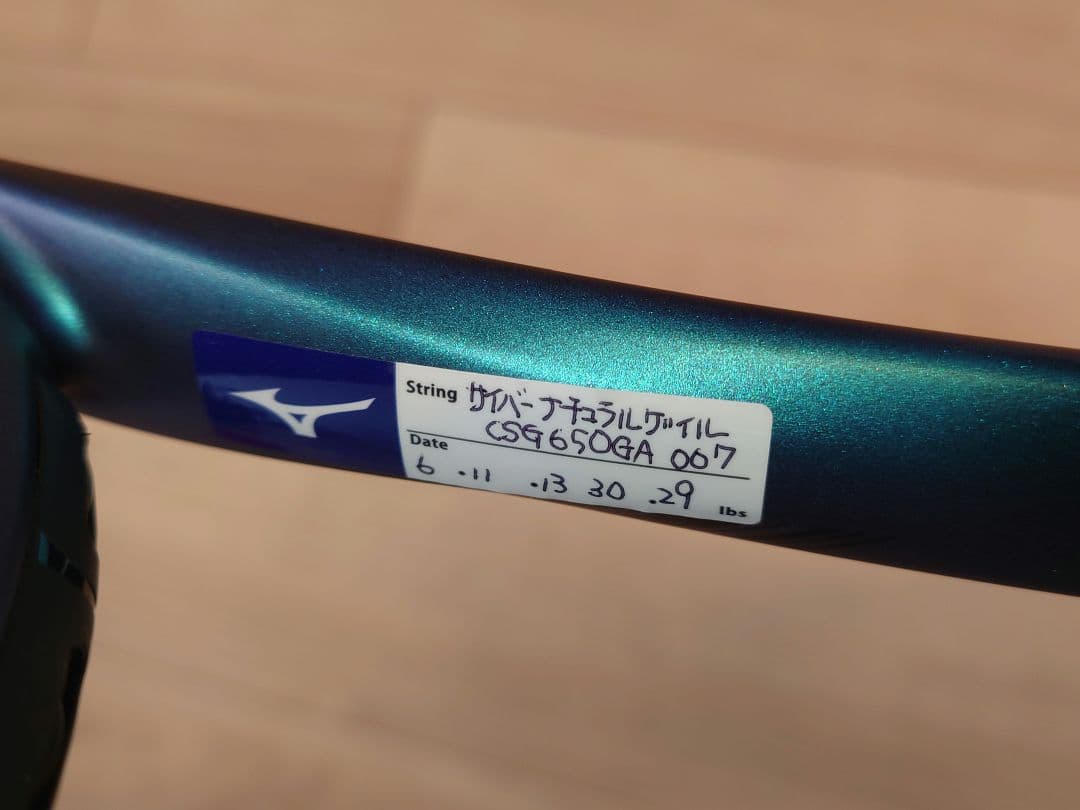 String サイバーナチュラルゲイル
CSG650GA 067
Date
6 .11 .13 30 .29 lbs